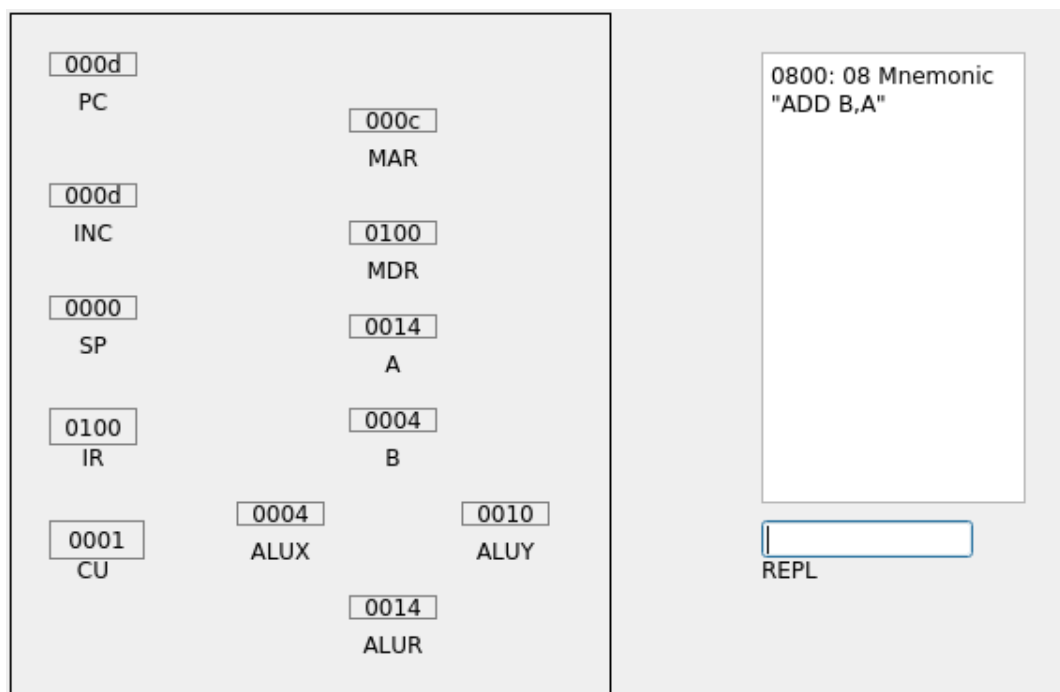 000d
PC
000c
MAR
000d
INC
0100
MDR
0000
SP
0014
A
0100
IR
0004
B
0004
ALUX
0010
ALUY
0001
CU
0014
ALUR
0800: 08 Mnemonic
"ADD B,A"
REPL